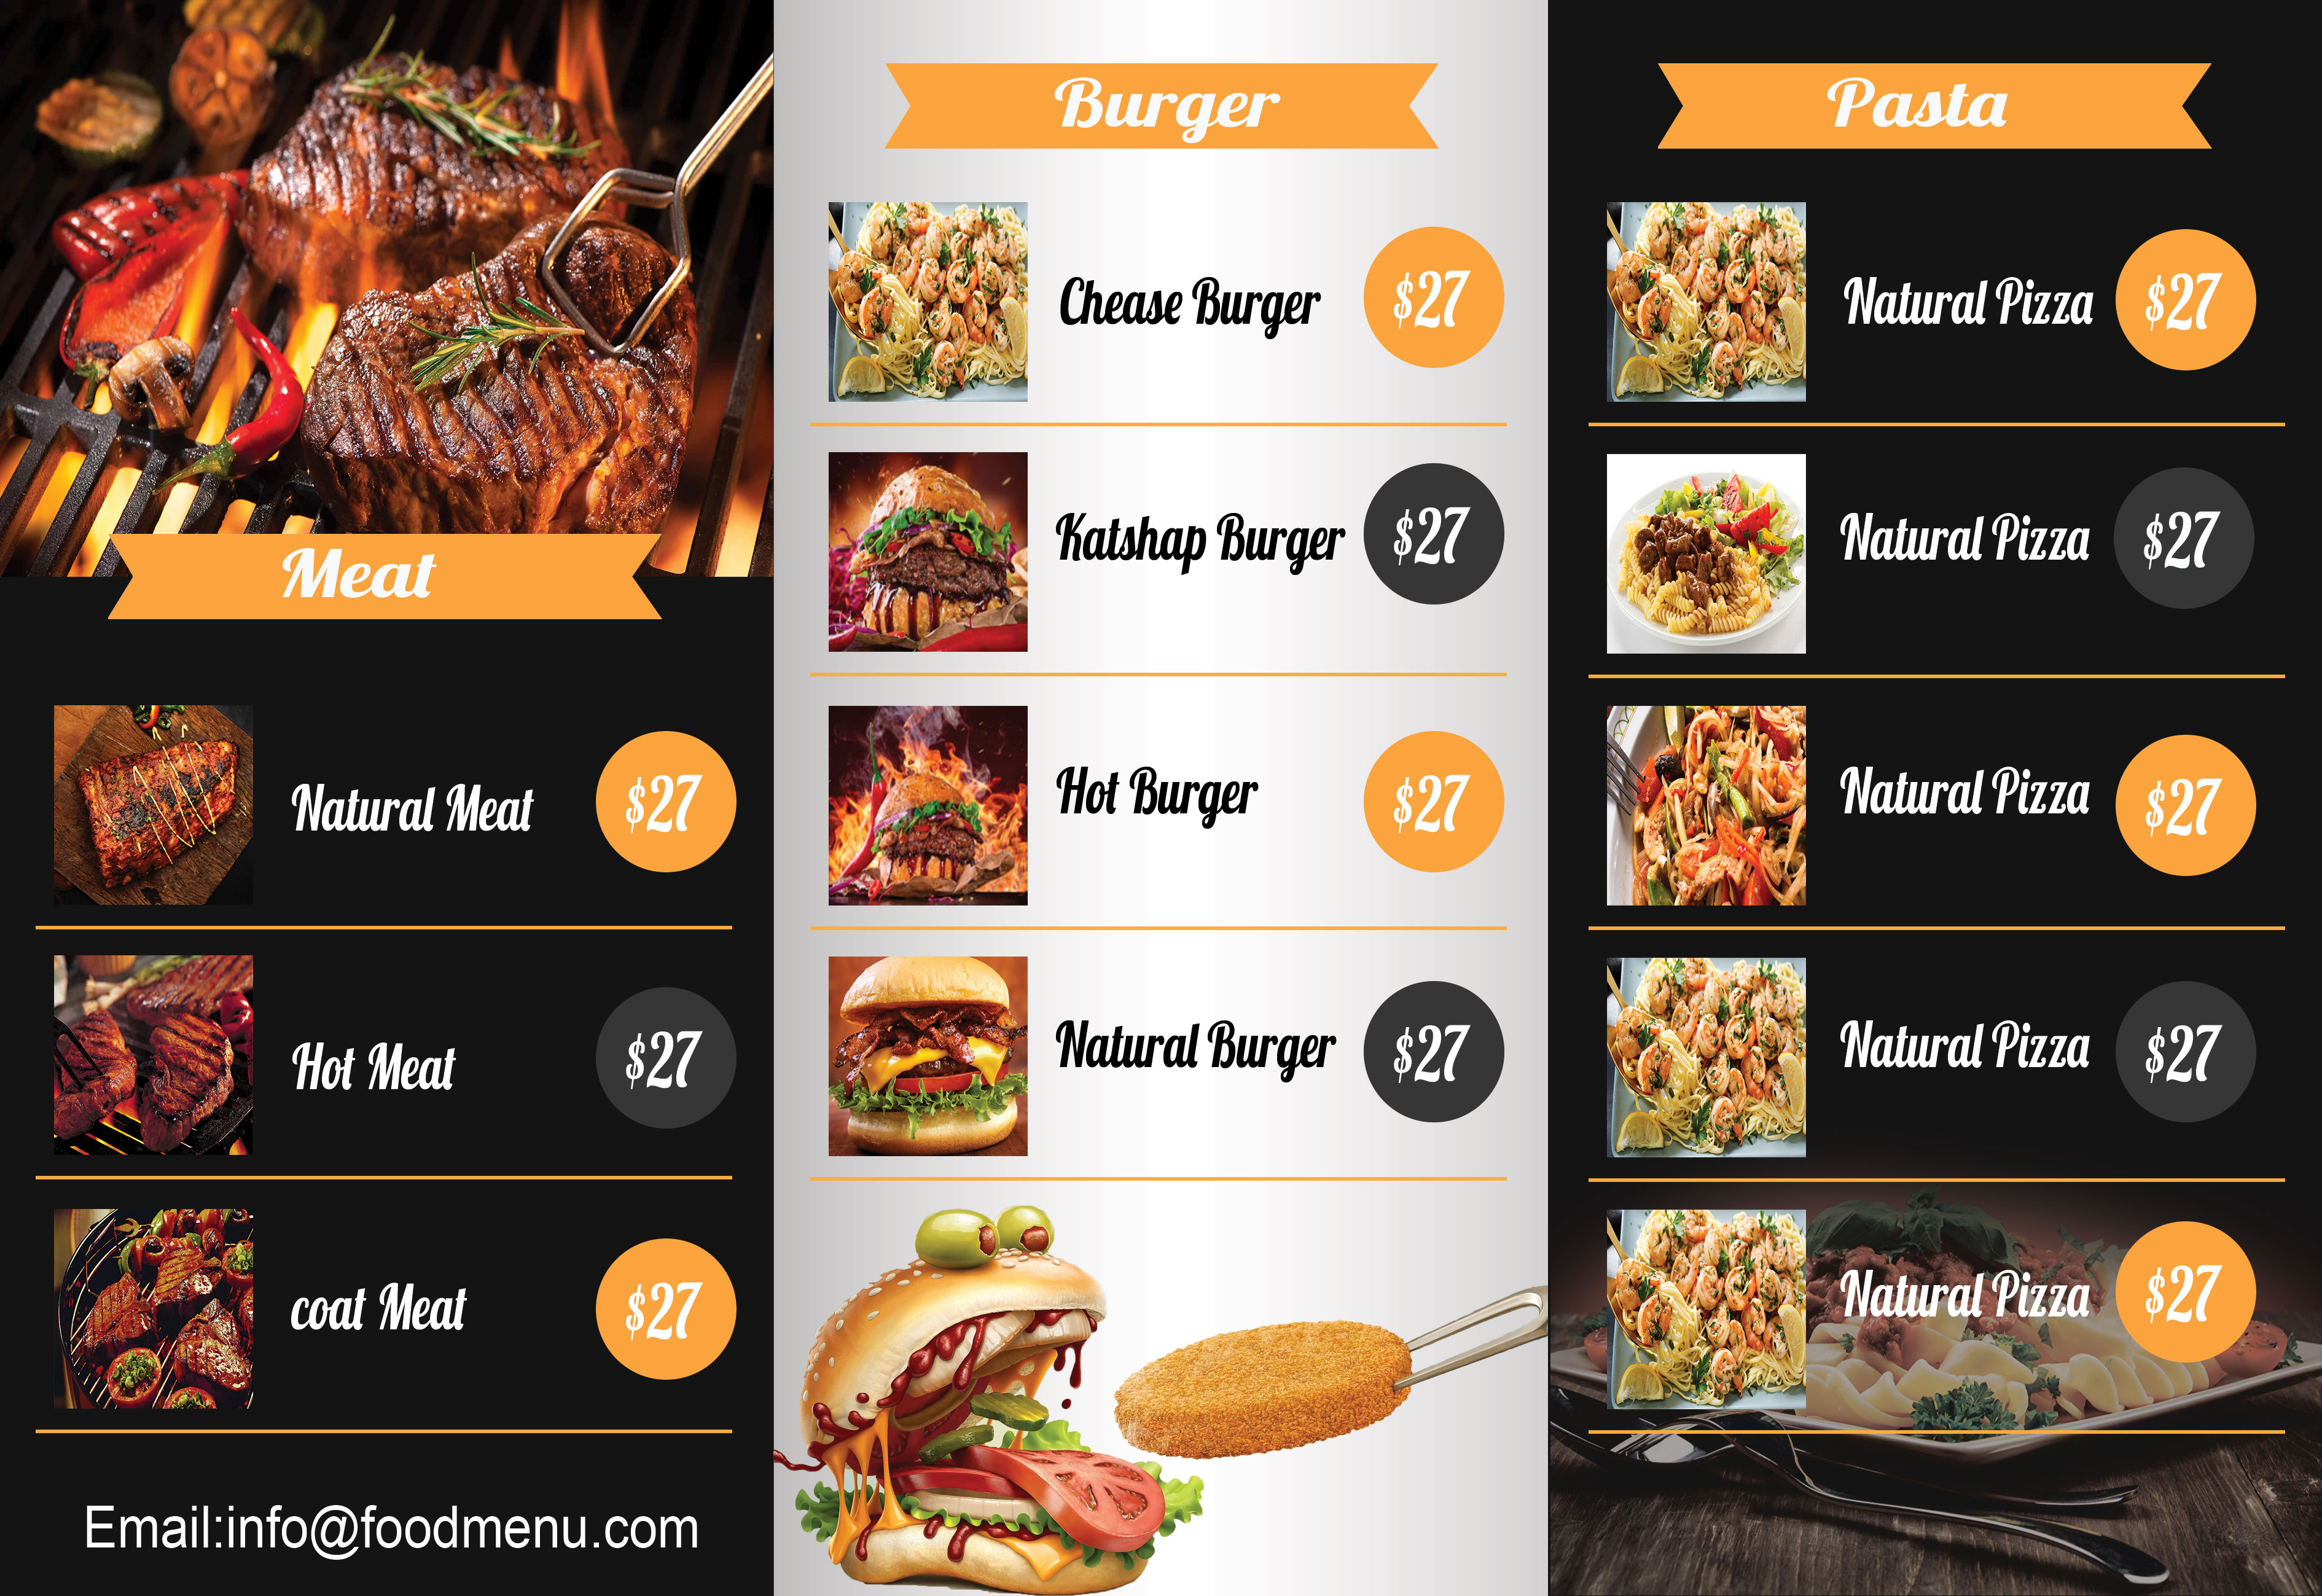 Meat
Natural Meat
$27
Hot Meat
$27
coat Meat
$27
Email:info@foodmenu.com
Burger
Chease Burger
$27
Katshap Burger
$27
Hot Burger
$27
Natural Burger
$27
Pasta
Natural Pizza
$27
Natural Pizza
$27
Natural Pizza
$27
Natural Pizza
$27
Natural Pizza
$27